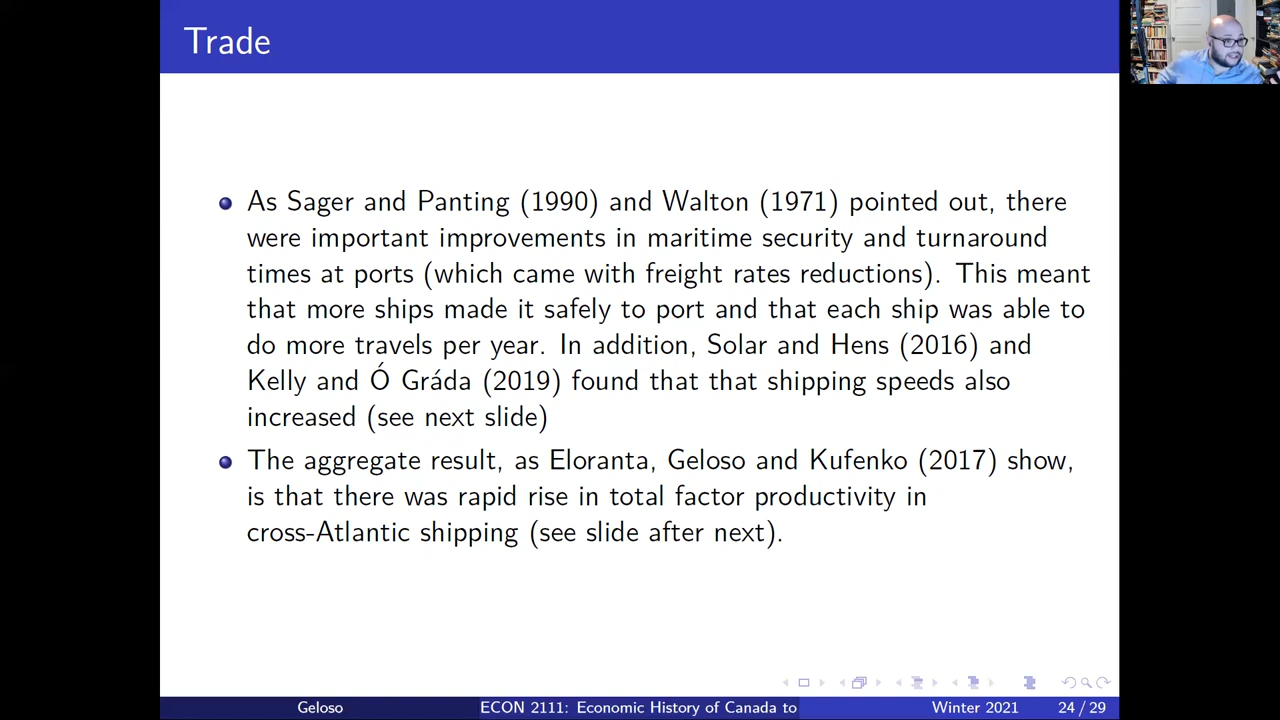 Trade
As Sager and Panting (1990) and Walton (1971) pointed out, there
were important improvements in maritime security and turnaround
times at ports (which came with freight rates reductions). This meant
that more ships made it safely to port and that each ship was able to
do more travels per year. In addition, Solar and Hens (2016) and
Kelly and Ó Gráda (2019) found that that shipping speeds also
increased (see next slide)
The aggregate result, as Eloranta, Geloso and Kufenko (2017) show,
is that there was rapid rise in total factor productivity in
cross-Atlantic shipping (see slide after next).
Geloso ECON 2111: Economic History of Canada to Winter 2021 24 / 29